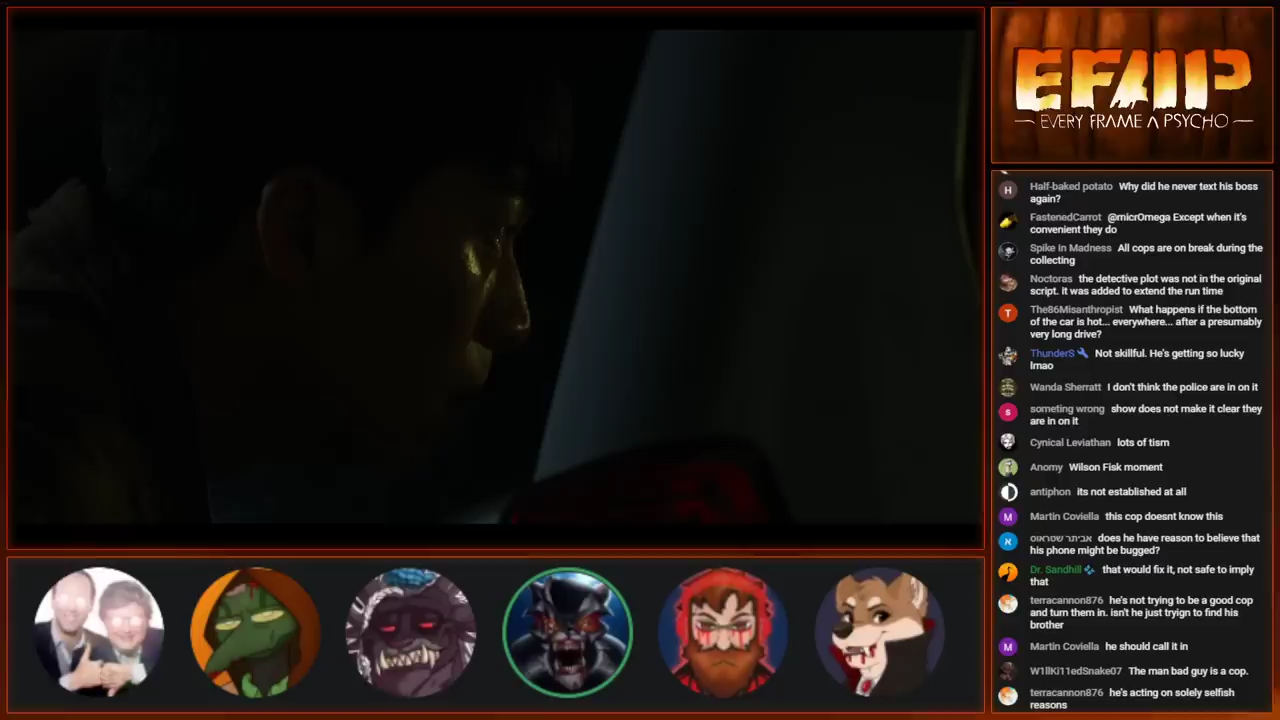 EFAP
EVERY FRAME A PSYCHO
H Half-baked potato Why did he never text his boss
again?
FastenedCarrot @micrOmega Except when it's
convenient they do
Spike In Madness All cops are on break during the
collecting
Noctoras the detective plot was not in the original
script. it was added to extend the run time
T The86Misanthropist What happens if the bottom
of the car is hot... everywhere... after a presumably
very long drive?
ThunderS Not skillful. He's getting so lucky
lmao
Wanda Sherratt I don't think the police are in on it
s someting wrong show does not make it clear they
are in on it
Cynical Leviathan lots of tism
Anomy Wilson Fisk moment
antiphon its not established at all
M Martin Coviella this cop doesnt know this
א אביתר שטראוס does he have reason to believe that
his phone might be bugged?
Dr. Sandhill that would fix it, not safe to imply
that
terracannon876 he's not trying to be a good cop
and turn them in. isn't he just tryign to find his
brother
M Martin Coviella he should call it in
W1llKi11edSnake07 The man bad guy is a cop.
terracannon876 he's acting on solely selfish
reasons